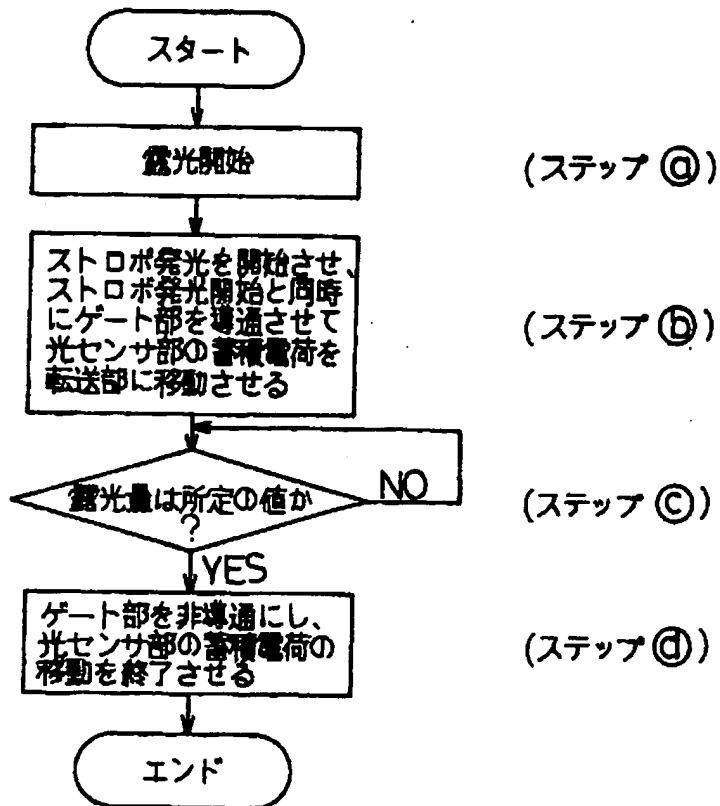 スタート
露光開始
(ステップ ⓐ)
ストロボ発光を開始させ、
ストロボ発光開始と同時
にゲート部を導通させて
光センサ部の蓄積電荷を
転送部に移動させる
(ステップ ⓑ)
露光量は所定の値か
?
NO
(ステップ ⓒ)
YES
ゲート部を非導通にし、
光センサ部の蓄積電荷の
移動を終了させる
(ステップ ⓓ)
エンド